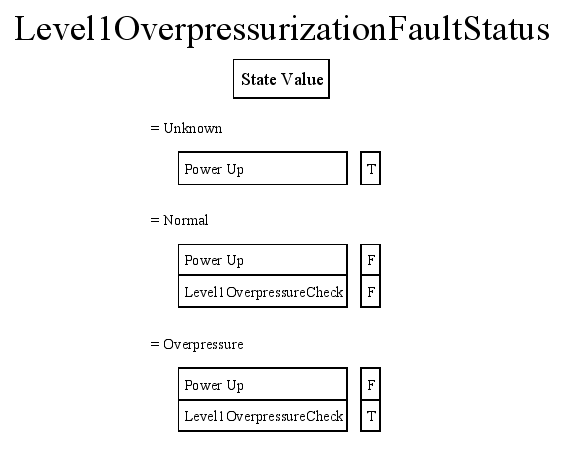 Level1OverpressurizationFaultStatus
State Value
= Unknown
Power Up T
= Normal
Power Up F
Level1OverpressureCheck F
= Overpressure
Power Up F
Level1OverpressureCheck T